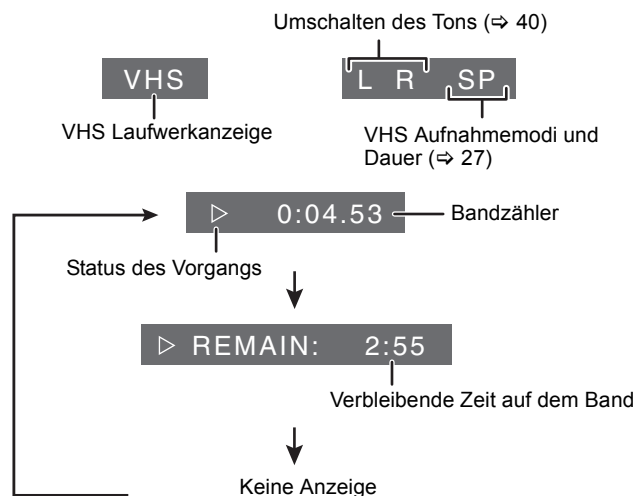 Umschalten des Tons (⇨ 40)
VHS
L R SP
VHS Laufwerkanzeige
VHS Aufnahmemodi und
Dauer (⇨ 27)
▷ 0:04.53
Bandzähler
Status des Vorgangs
▷ REMAIN: 2:55
Verbleibende Zeit auf dem Band
Keine Anzeige